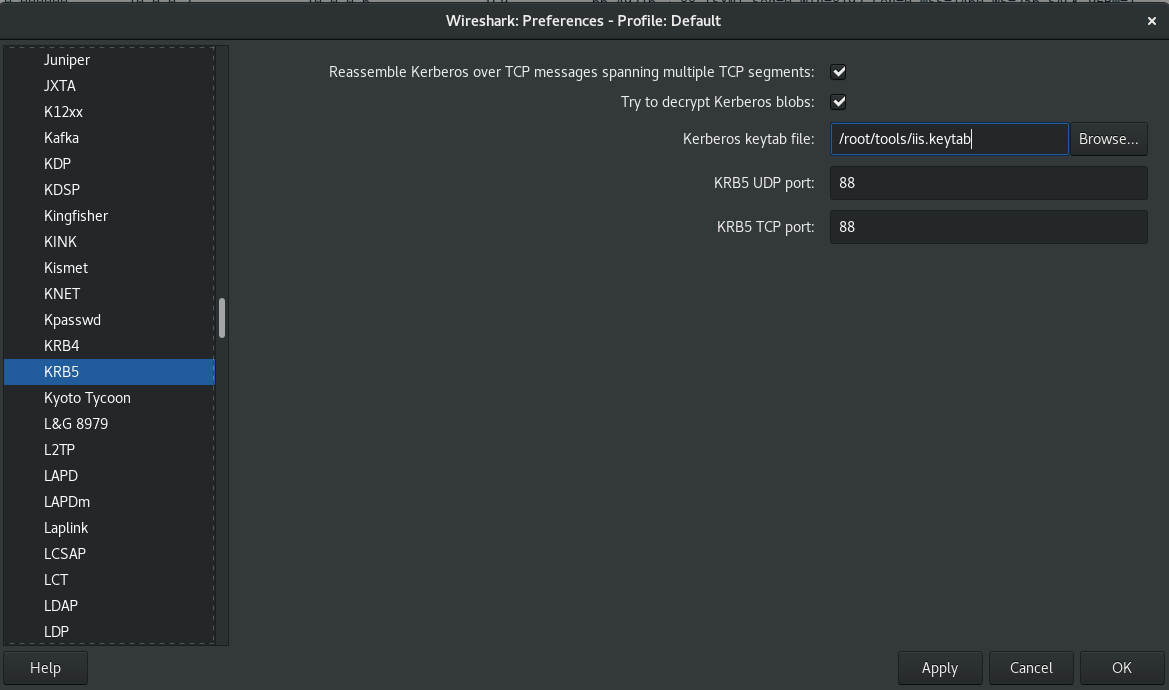 Wireshark: Preferences - Profile: Default
×
Juniper
JXTA
K12xx
Kafka
KDP
KDSP
Kingfisher
KINK
Kismet
KNET
Kpasswd
KRB4
KRB5
Kyoto Tycoon
L&G 8979
L2TP
LAPD
LAPDm
Laplink
LCSAP
LCT
LDAP
LDP
Reassemble Kerberos over TCP messages spanning multiple TCP segments:
Try to decrypt Kerberos blobs:
Kerberos keytab file: /root/tools/iis.keytab Browse...
KRB5 UDP port: 88
KRB5 TCP port: 88
Help Apply Cancel OK